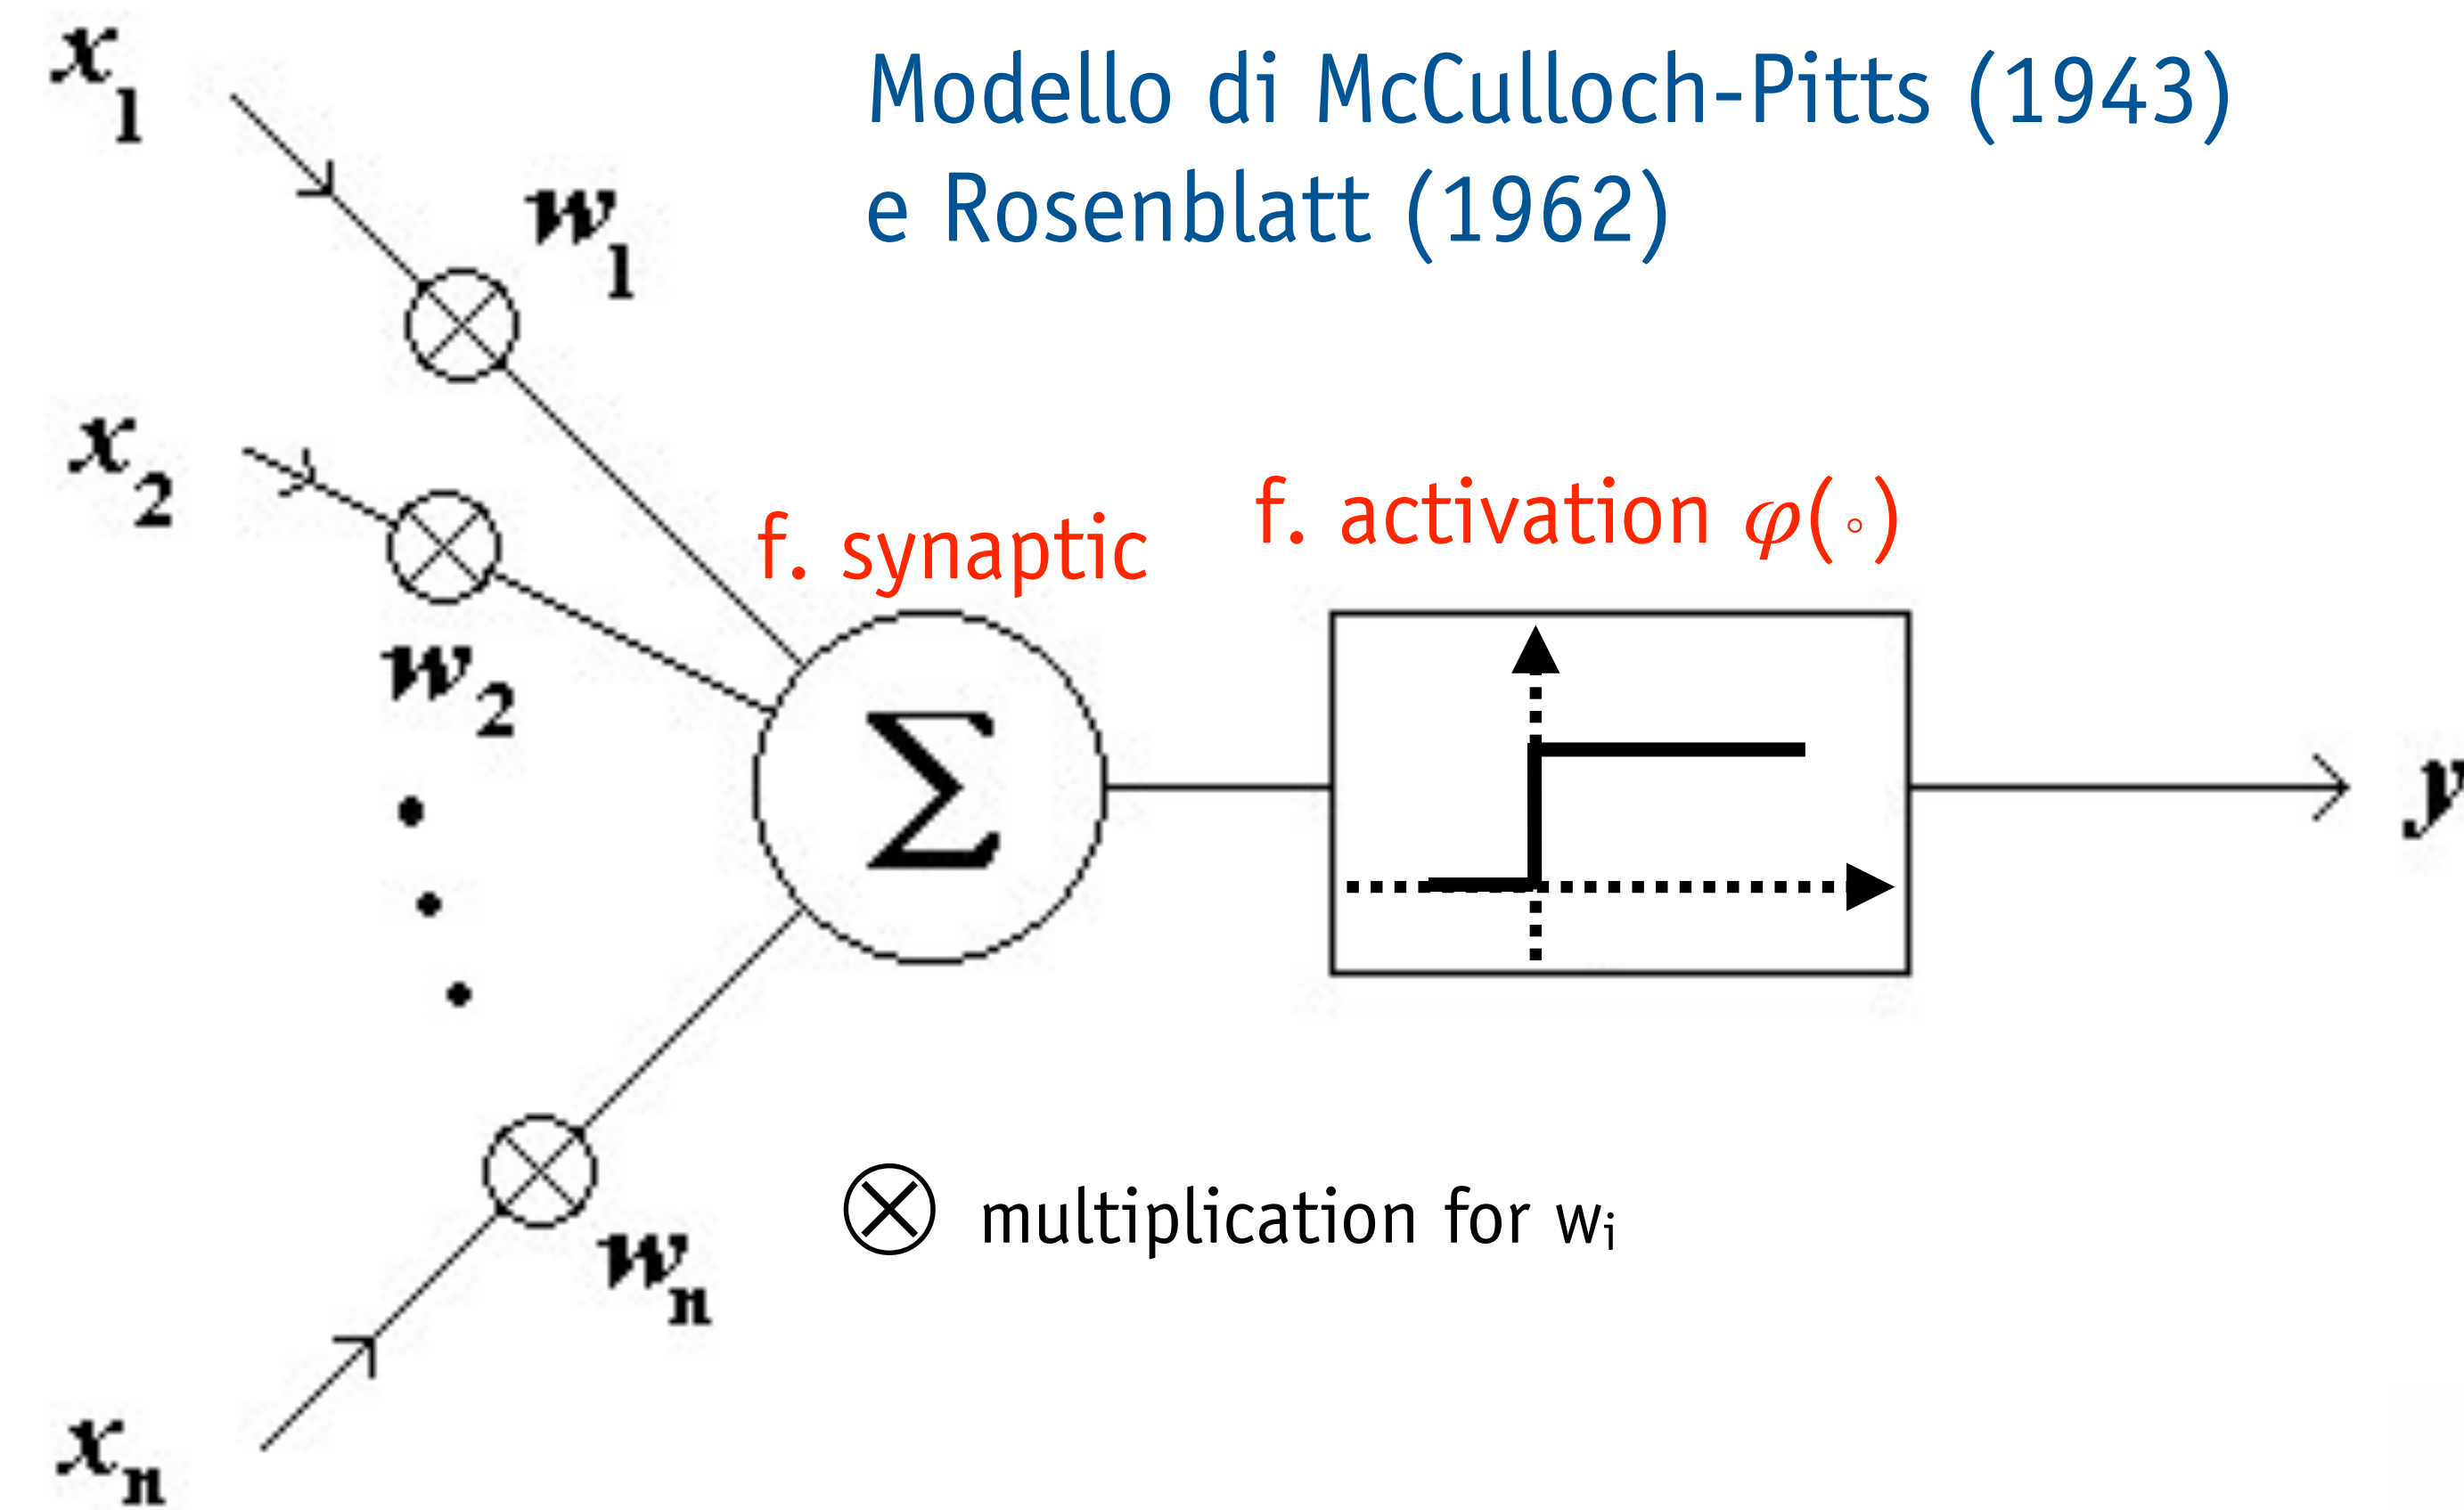 x1
Modello di McCulloch-Pitts (1943)
e Rosenblatt (1962)
w1
x2
f. synaptic
f. activation φ(∘)
w2
Σ
y
⊗ multiplication for wi
wn
xn